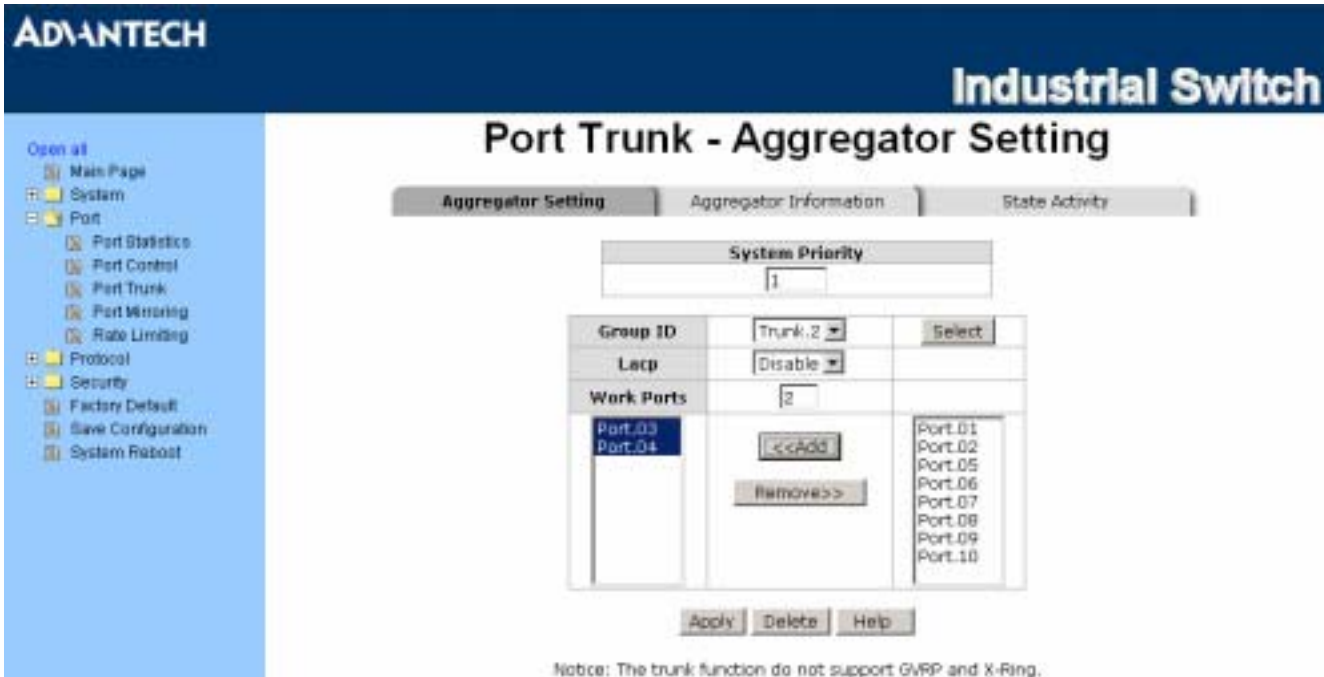 ADVANTECH
Industrial Switch
Open all
Main Page
System
Port
Port Statistics
Port Control
Port Trunk
Port Mirroring
Rate Limiting
Protocol
Security
Factory Default
Save Configuration
System Reboot
Port Trunk - Aggregator Setting
Aggregator Setting Aggregator Information State Activity
System Priority
1
Group ID Trunk.2 Select
Lacp Disable
Work Ports 2
Port.03
Port.04
<<Add
Remove>>
Port.01
Port.02
Port.05
Port.06
Port.07
Port.08
Port.09
Port.10
Apply Delete Help
Notice: The trunk function do not support GVRP and X-Ring.